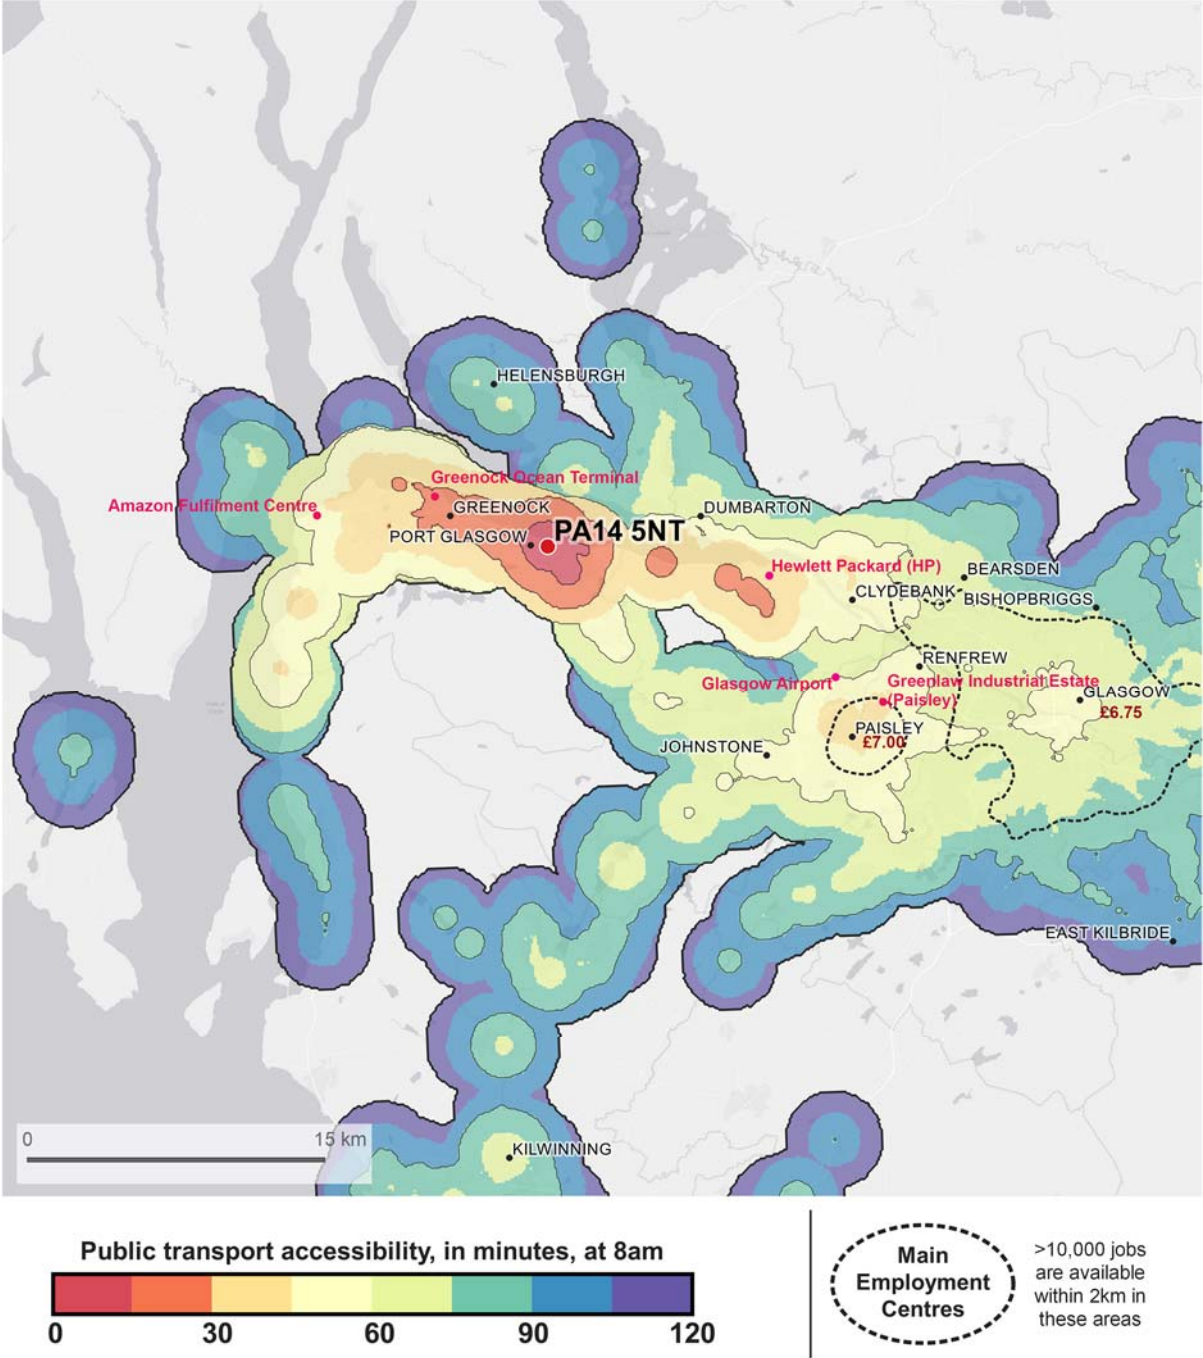 HELENSBURGH
Greenock Ocean Terminal
Amazon Fulfilment Centre
GREENOCK
DUMBARTON
PORT GLASGOW
PA14 5NT
Hewlett Packard (HP)
BEARSDEN
CLYDEBANK
BISHOPBRIGGS
RENFREW
Glasgow Airport
Greenlaw Industrial Estate
(Paisley)
GLASGOW
£6.75
PAISLEY
£7.00
JOHNSTONE
EAST KILBRIDE
0 15 km
KILWINNING
Public transport accessibility, in minutes, at 8am
0 30 60 90 120
Main
Employment
Centres
>10,000 jobs
are available
within 2km in
these areas